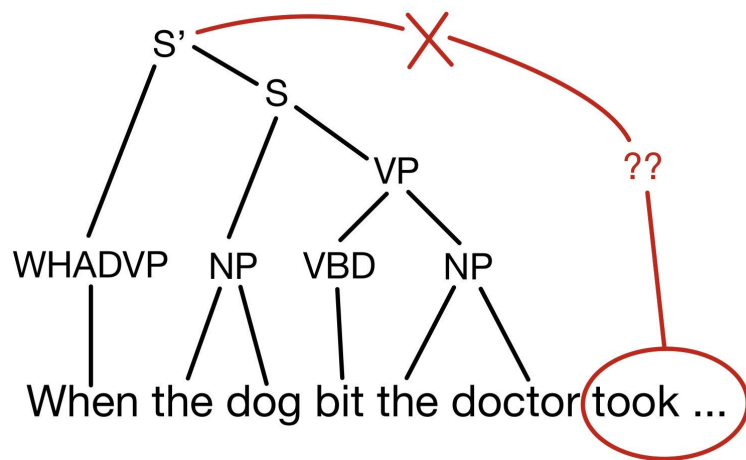 S’
S
VP
??
WHADVP NP VBD NP
When the dog bit the doctor took ...